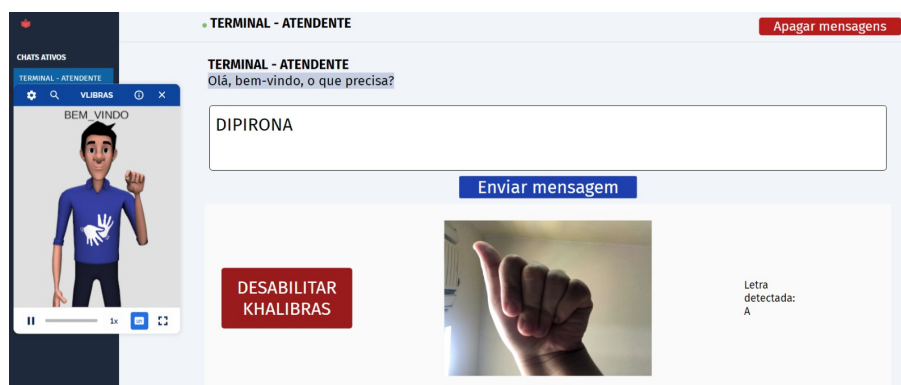 TERMINAL - ATENDENTE
Apagar mensagens
CHATS ATIVOS
TERMINAL - ATENDENTE
TERMINAL - ATENDENTE
Olá, bem-vindo, o que precisa?
VLIBRAS
BEM_VINDO
1x
DIPIRONA
Enviar mensagem
DESABILITAR
KHALIBRAS
Letra
detectada:
A